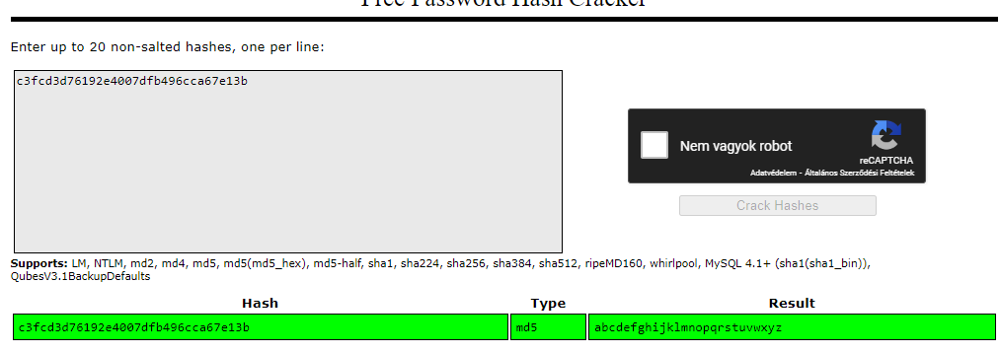 Free Password Hash Cracker
Enter up to 20 non-salted hashes, one per line:
c3fcd3d76192e4007dfb496cca67e13b
Nem vagyok robot
reCAPTCHA
Adatvédelem - Általános Szerződési Feltételek
Crack Hashes
Supports: LM, NTLM, md2, md4, md5, md5(md5_hex), md5-half, sha1, sha224, sha256, sha384, sha512, ripeMD160, whirlpool, MySQL 4.1+ (sha1(sha1_bin)),
QubesV3.1BackupDefaults
Hash Type Result
c3fcd3d76192e4007dfb496cca67e13b md5 abcdefghijklmnopqrstuvwxyz